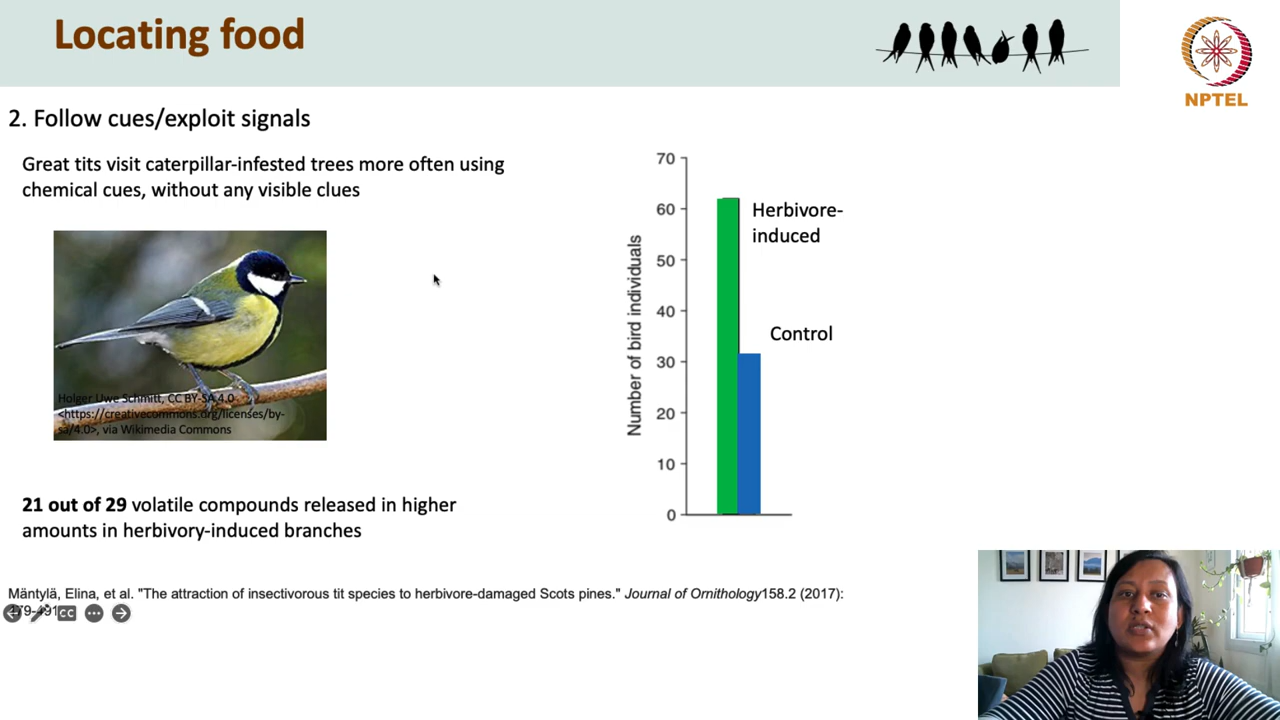 Locating food
NPTEL
2. Follow cues/exploit signals
Great tits visit caterpillar-infested trees more often using
chemical cues, without any visible clues
Holger Uwe Schmitt, CC BY-SA 4.0
<https://creativecommons.org/licenses/by-
sa/4.0>, via Wikimedia Commons
21 out of 29 volatile compounds released in higher
amounts in herbivory-induced branches
Number of bird individuals
70
60
50
40
30
20
10
0
Herbivore-
induced
Control
Mäntylä, Elina, et al. "The attraction of insectivorous tit species to herbivore-damaged Scots pines." Journal of Ornithology158.2 (2017):
CC